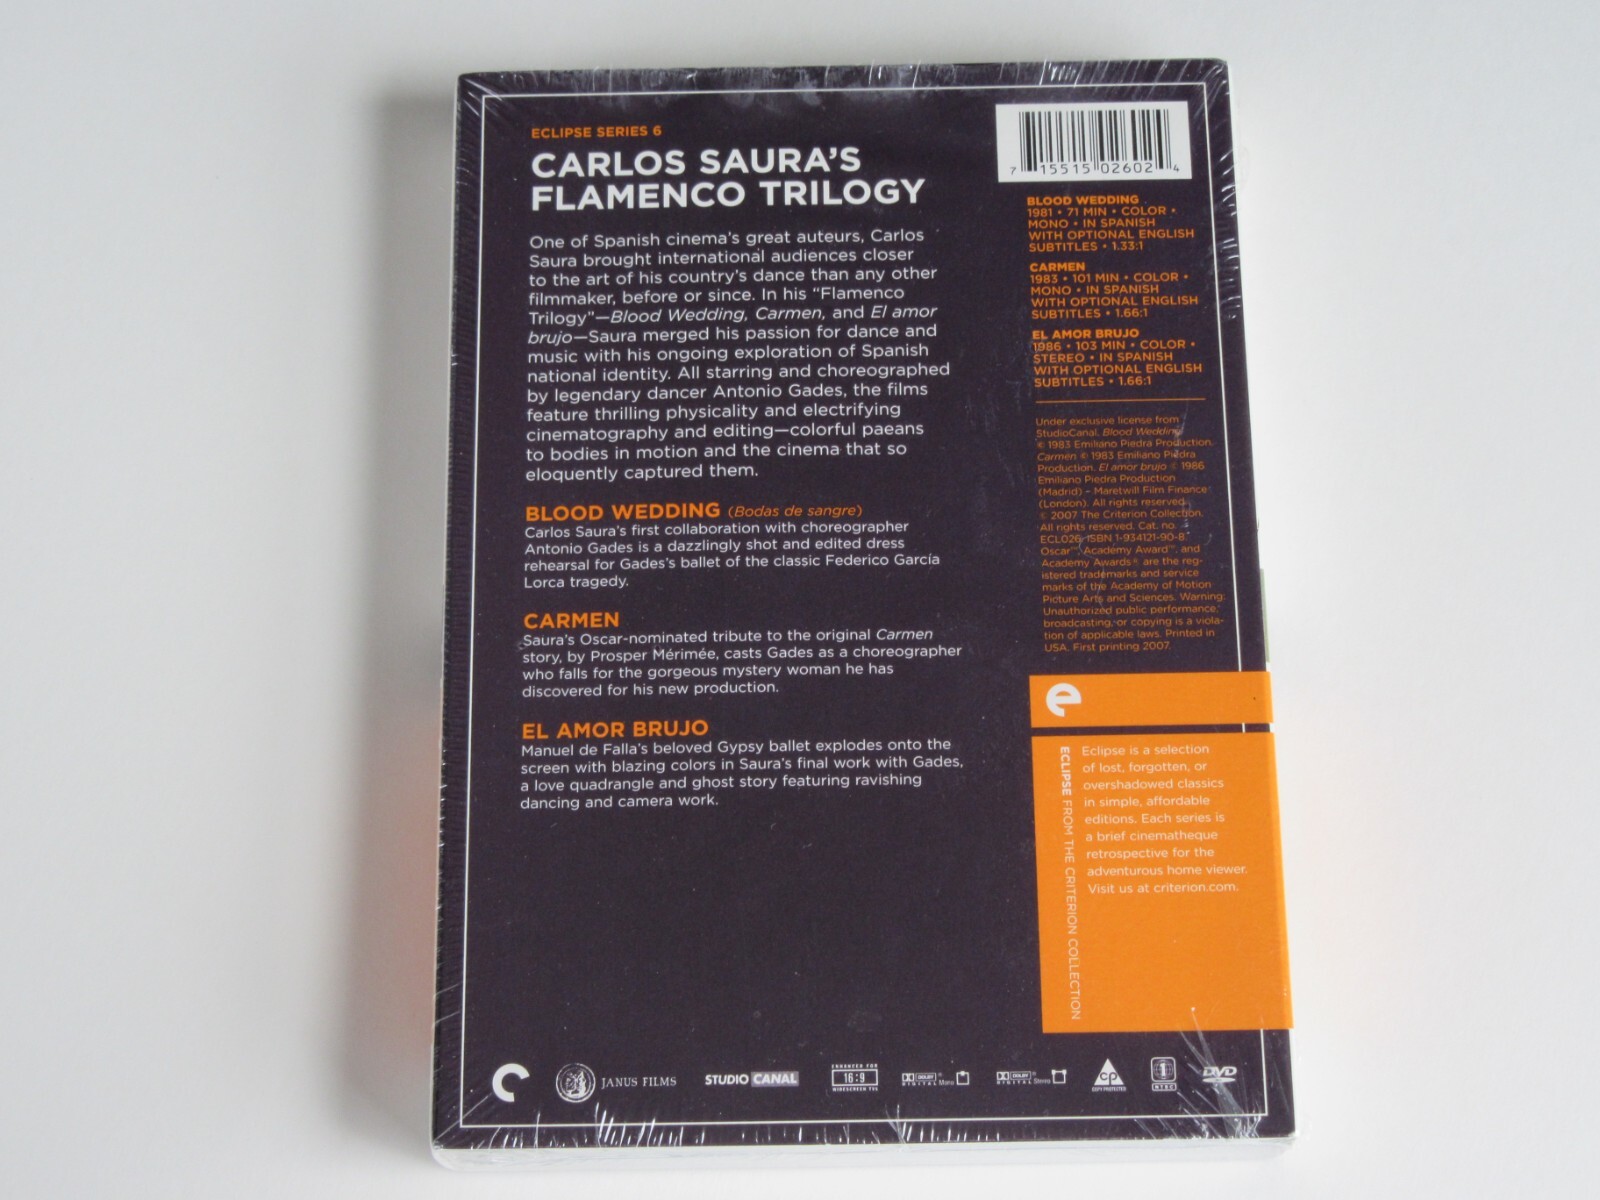 ECLIPSE SERIES 6
CARLOS SAURA'S
FLAMENCO TRILOGY
One of Spanish cinema's great auteurs, Carlos
Saura brought international audiences closer
to the art of his country's dance than any other
filmmaker, before or since. In his “Flamenco
Trilogy”—Blood Wedding, Carmen, and El amor
brujo—Saura merged his passion for dance and
music with his ongoing exploration of Spanish
national identity. All starring and choreographed
by legendary dancer Antonio Gades, the films
feature thrilling physicality and electrifying
cinematography and editing—colorful paeans
to bodies in motion and the cinema that so
eloquently captured them.
BLOOD WEDDING (Bodas de sangre)
Carlos Saura's first collaboration with choreographer
Antonio Gades is a dazzlingly shot and edited dress
rehearsal for Gades's ballet of the classic Federico García
Lorca tragedy.
CARMEN
Saura's Oscar-nominated tribute to the original Carmen
story, by Prosper Mérimée, casts Gades as a choreographer
who falls for the gorgeous mystery woman he has
discovered for his new production.
EL AMOR BRUJO
Manuel de Falla's beloved Gypsy ballet explodes onto the
screen with blazing colors in Saura's final work with Gades,
a love quadrangle and ghost story featuring ravishing
dancing and camera work.
7 15515 02602 4
BLOOD WEDDING
1981 • 71 MIN • COLOR •
MONO • IN SPANISH
WITH OPTIONAL ENGLISH
SUBTITLES • 1.33:1
CARMEN
1983 • 101 MIN • COLOR •
MONO • IN SPANISH
WITH OPTIONAL ENGLISH
SUBTITLES • 1.66:1
EL AMOR BRUJO
1986 • 103 MIN • COLOR •
STEREO • IN SPANISH
WITH OPTIONAL ENGLISH
SUBTITLES • 1.66:1
Under exclusive license from
StudioCanal. Blood Wedding
© 1983 Emiliano Piedra Production.
Carmen © 1983 Emiliano Piedra
Production. El amor brujo © 1986
Emiliano Piedra Production
(Madrid) – Maretwill Film Finance
(London). All rights reserved.
© 2007 The Criterion Collection.
All rights reserved. Cat. no.
ECL026. ISBN 1-934121-90-8.
Oscar™, Academy Award™, and
Academy Awards® are the reg-
istered trademarks and service
marks of the Academy of Motion
Picture Arts and Sciences. Warning:
Unauthorized public performance,
broadcasting, or copying is a viola-
tion of applicable laws. Printed in
USA. First printing 2007.
e
ECLIPSE FROM THE CRITERION COLLECTION
Eclipse is a selection
of lost, forgotten, or
overshadowed classics
in simple, affordable
editions. Each series is
a brief cinematheque
retrospective for the
adventurous home viewer.
Visit us at criterion.com.
JANUS FILMS
STUDIO CANAL
ENHANCED FOR
16:9
WIDESCREEN TVs
DOLBY
DIGITAL Mono
DOLBY
DIGITAL Stereo
cp
COPY PROTECTED
1
NTSC
DVD